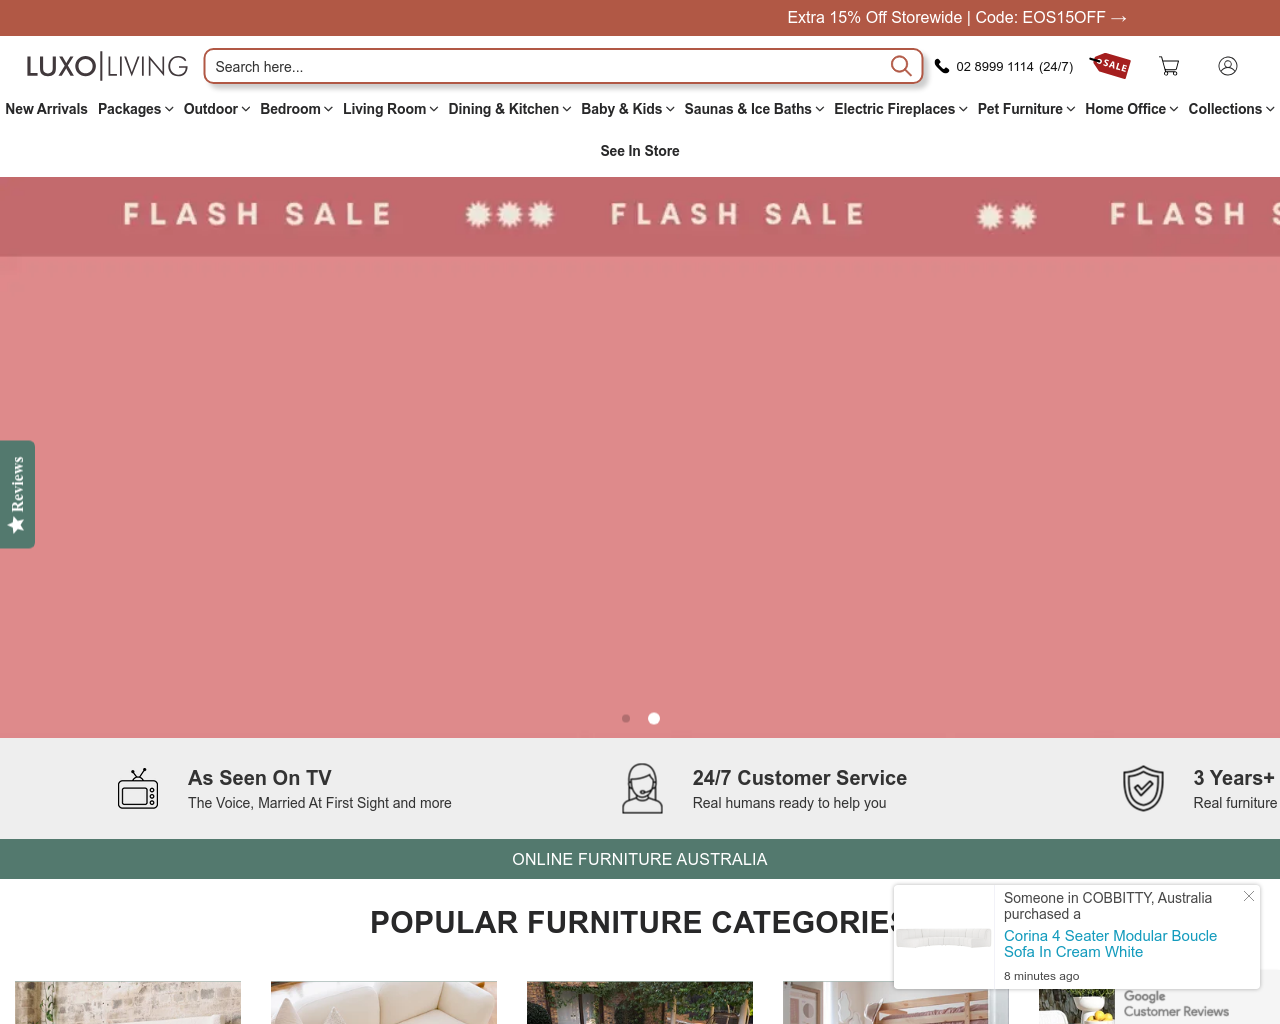 Extra 15% Off Storewide | Code: EOS15OFF →
LUXO|LIVING
Search here...
02 8999 1114 (24/7)
SALE
New Arrivals Packages Outdoor Bedroom Living Room Dining & Kitchen Baby & Kids Saunas & Ice Baths Electric Fireplaces Pet Furniture Home Office Collections
See In Store
FLASH SALE FLASH SALE FLASH S
Reviews
As Seen On TV
The Voice, Married At First Sight and more
24/7 Customer Service
Real humans ready to help you
3 Years+
Real furniture
ONLINE FURNITURE AUSTRALIA
POPULAR FURNITURE CATEGORIES
Someone in COBBITTY, Australia
purchased a
Corina 4 Seater Modular Boucle
Sofa In Cream White
8 minutes ago
Google
Customer Reviews